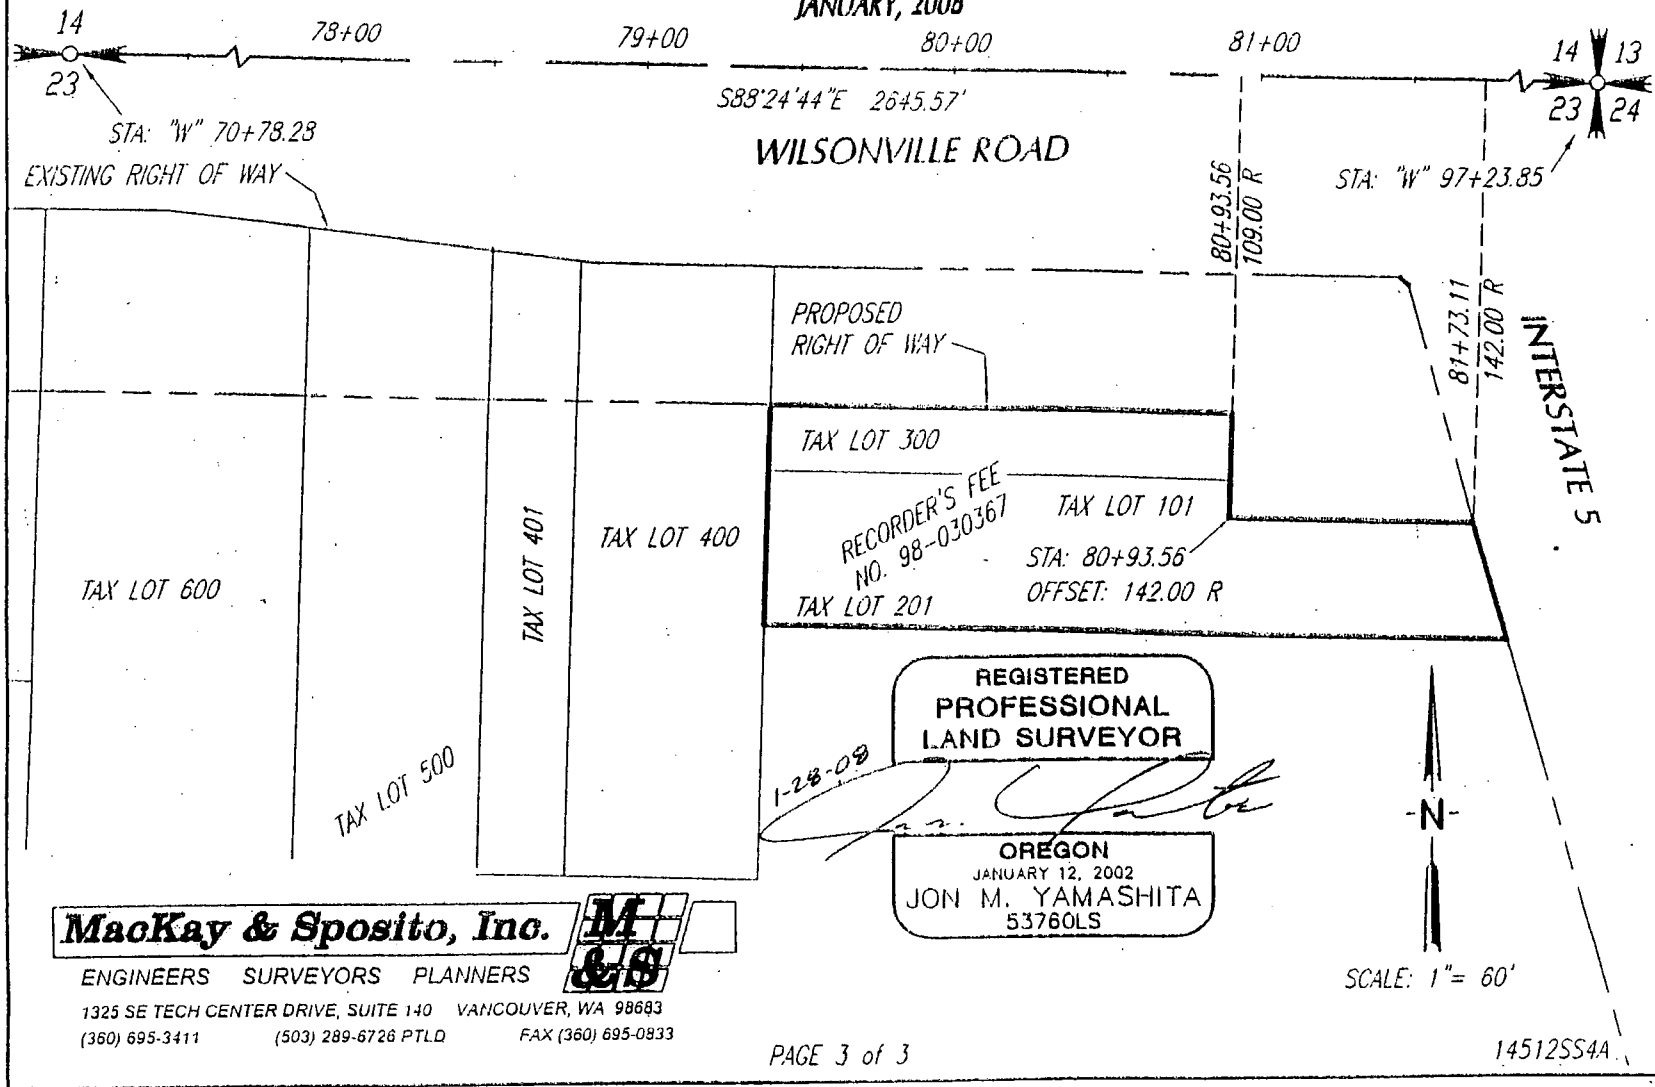 JANUARY, 2008
14
23
78+00
79+00
80+00
81+00
14
13
23
24
S88°24'44"E 2645.57'
STA: "W" 70+78.28
EXISTING RIGHT OF WAY
WILSONVILLE ROAD
STA: "W" 97+23.85
80+93.56
109.00 R
81+73.11
142.00 R
INTERSTATE 5
PROPOSED
RIGHT OF WAY
TAX LOT 300
RECORDER'S FEE
NO. 98-030367
TAX LOT 101
STA: 80+93.56
OFFSET: 142.00 R
TAX LOT 201
TAX LOT 400
TAX LOT 401
TAX LOT 600
TAX LOT 500
REGISTERED
PROFESSIONAL
LAND SURVEYOR
1-28-08
OREGON
JANUARY 12, 2002
JON M. YAMASHITA
53760LS
-N-
SCALE: 1"= 60'
MacKay & Sposito, Inc.
M
&S
ENGINEERS SURVEYORS PLANNERS
1325 SE TECH CENTER DRIVE, SUITE 140 VANCOUVER, WA 98683
(360) 695-3411 (503) 289-6726 PTLD FAX (360) 695-0833
PAGE 3 of 3
14512SS4A